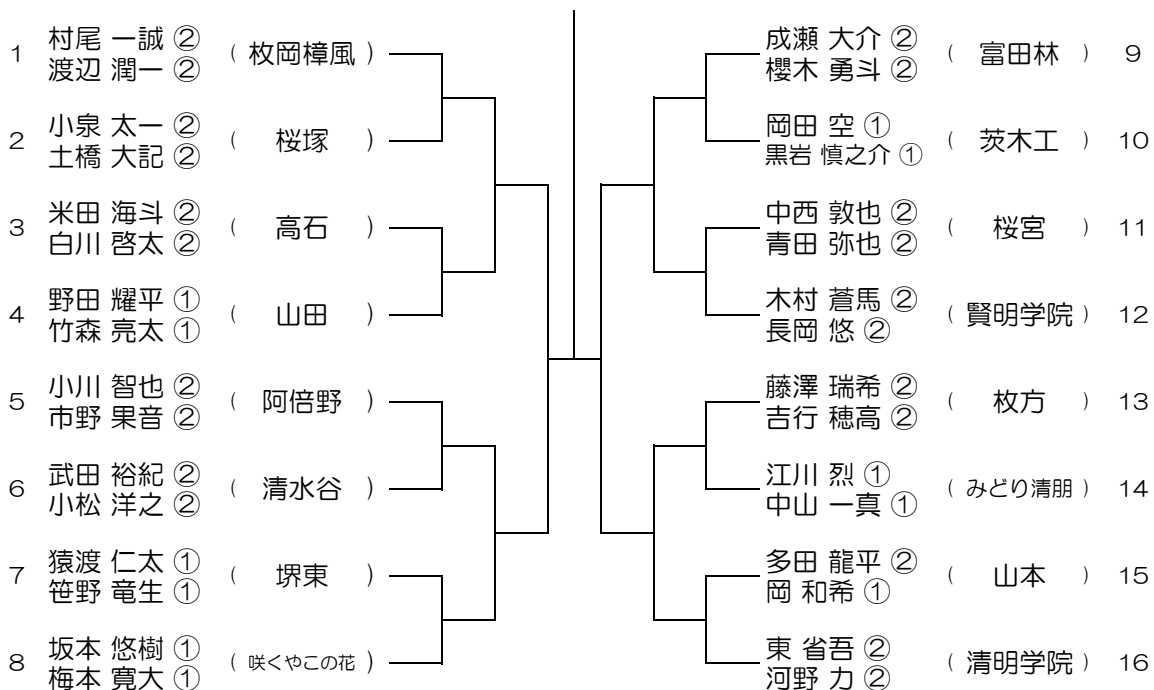 1 村尾 一誠 ② ( 枚岡樟風 )
渡辺 潤一 ②
2 小泉 太一 ② ( 桜塚 )
土橋 大記 ②
3 米田 海斗 ② ( 高石 )
白川 啓太 ②
4 野田 耀平 ① ( 山田 )
竹森 亮太 ①
5 小川 智也 ② ( 阿倍野 )
市野 果音 ②
6 武田 裕紀 ② ( 清水谷 )
小松 洋之 ②
7 猿渡 仁太 ① ( 堺東 )
笹野 竜生 ①
8 坂本 悠樹 ① ( 咲くやこの花 )
梅本 寛大 ①
成瀬 大介 ② ( 富田林 ) 9
櫻木 勇斗 ②
岡田 空 ① ( 茨木工 ) 10
黒岩 慎之介 ①
中西 敦也 ② ( 桜宮 ) 11
青田 弥也 ②
木村 蒼馬 ② ( 賢明学院 ) 12
長岡 悠 ②
藤澤 瑞希 ② ( 枚方 ) 13
吉行 穂高 ②
江川 烈 ① ( みどり清朋 ) 14
中山 一真 ①
多田 龍平 ② ( 山本 ) 15
岡 和希 ①
東 省吾 ② ( 清明学院 ) 16
河野 力 ②